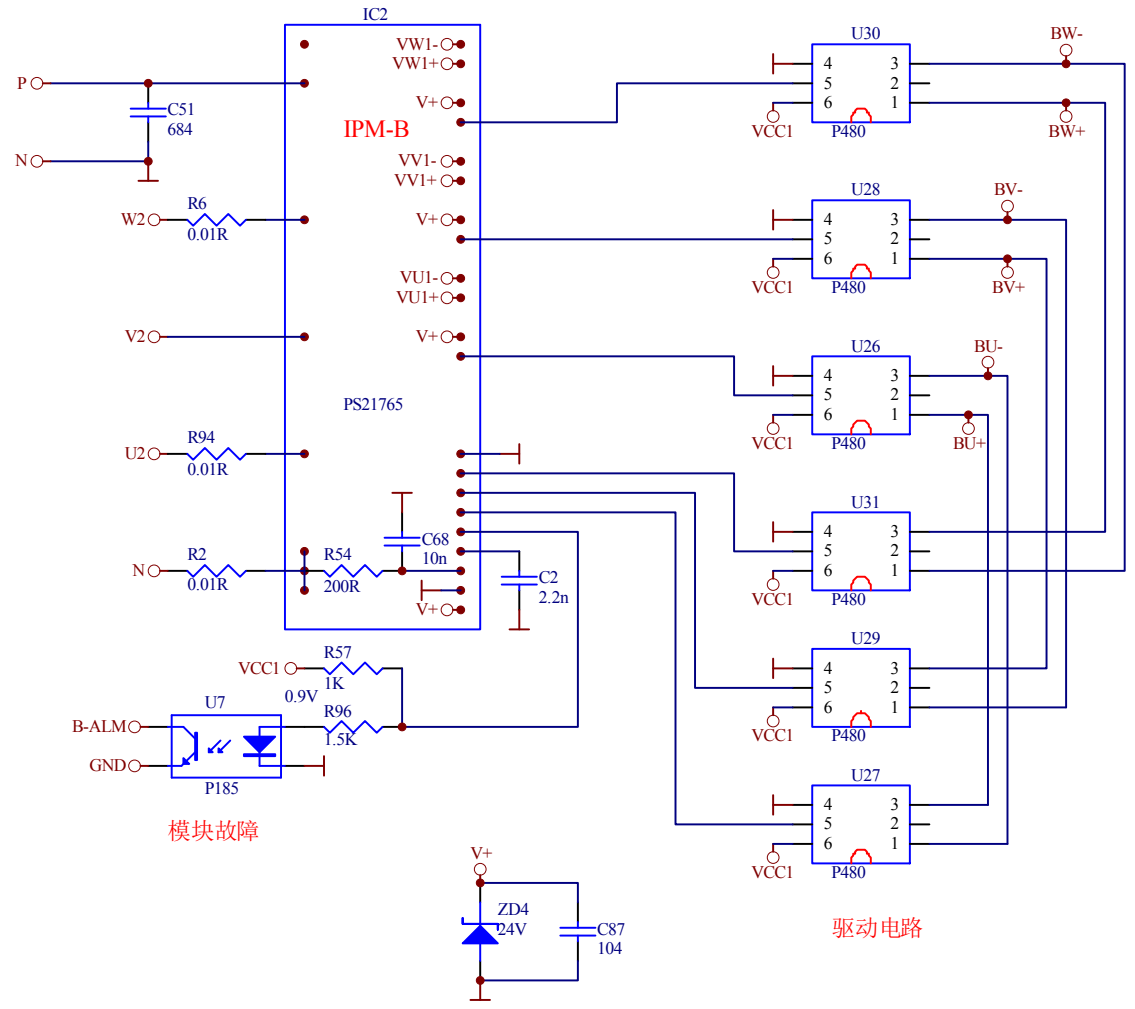 IC2
VW1-
VW1+
V+
IPM-B
VV1-
VV1+
V+
VU1-
VU1+
V+
PS21765
P
C51
684
N
W2
R6
0.01R
V2
U2
R94
0.01R
N
R2
0.01R
R54
200R
C68
10n
V+
C2
2.2n
VCC1
R57
1K
0.9V
R96
1.5K
U7
B-ALM
GND
P185
模块故障
V+
ZD4
24V
C87
104
U30
4 3
5 2
6 1
VCC1
P480
BW-
BW+
U28
4 3
5 2
6 1
VCC1
P480
BV-
BV+
U26
4 3
5 2
6 1
VCC1
P480
BU-
BU+
U31
4 3
5 2
6 1
VCC1
P480
U29
4 3
5 2
6 1
VCC1
P480
U27
4 3
5 2
6 1
VCC1
P480
驱动电路